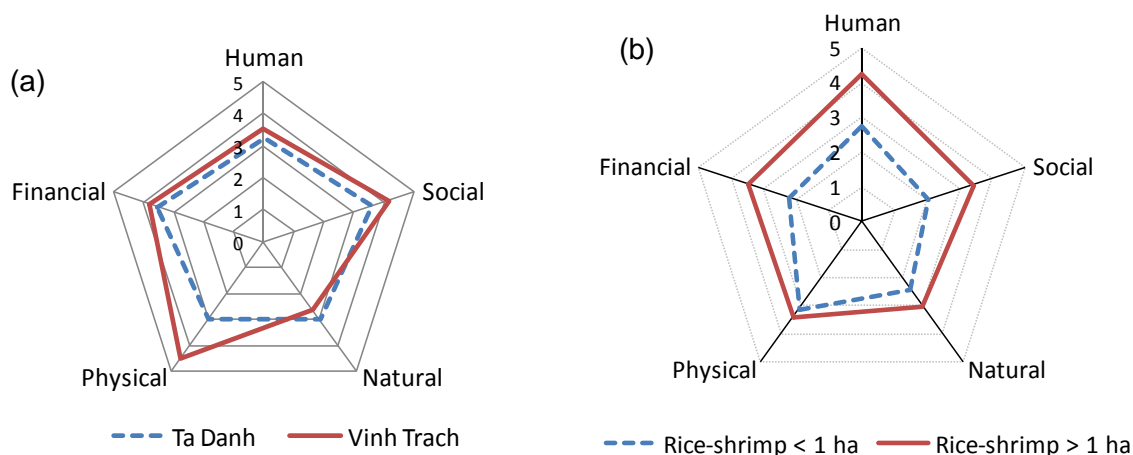 (a)
Human
5
4
3
2
1
0
Financial
Social
Physical
Natural
Ta Danh
Vinh Trach
(b)
Human
5
4
3
2
1
0
Financial
Social
Physical
Natural
Rice-shrimp < 1 ha
Rice-shrimp > 1 ha